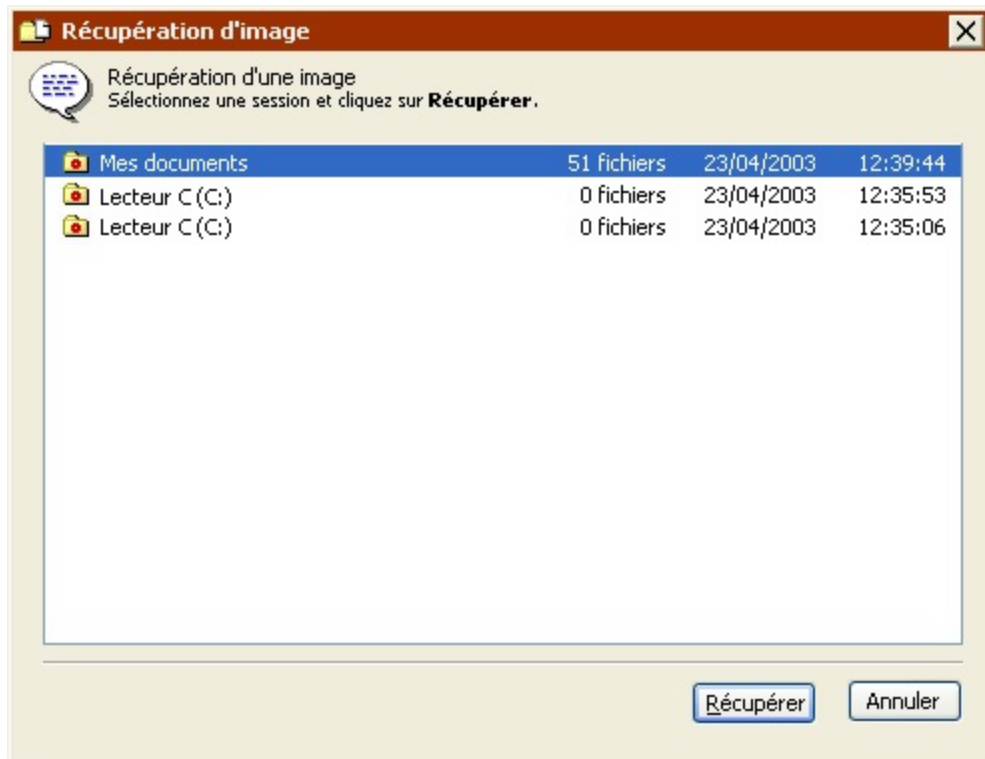 Récupération d'image
Récupération d'une image
Sélectionnez une session et cliquez sur Récupérer.
Mes documents 51 fichiers 23/04/2003 12:39:44
Lecteur C (C:) 0 fichiers 23/04/2003 12:35:53
Lecteur C (C:) 0 fichiers 23/04/2003 12:35:06
Récupérer Annuler